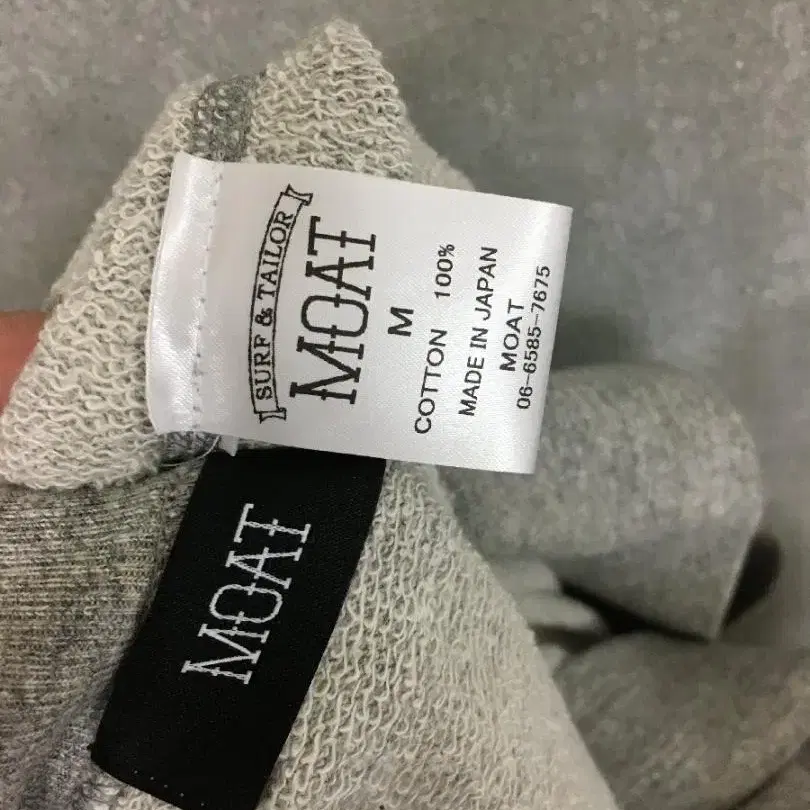 SURF & TAILOR
MOAT
M
COTTON 100%
MADE IN JAPAN
MOAT
06-6585-7675
MOAT